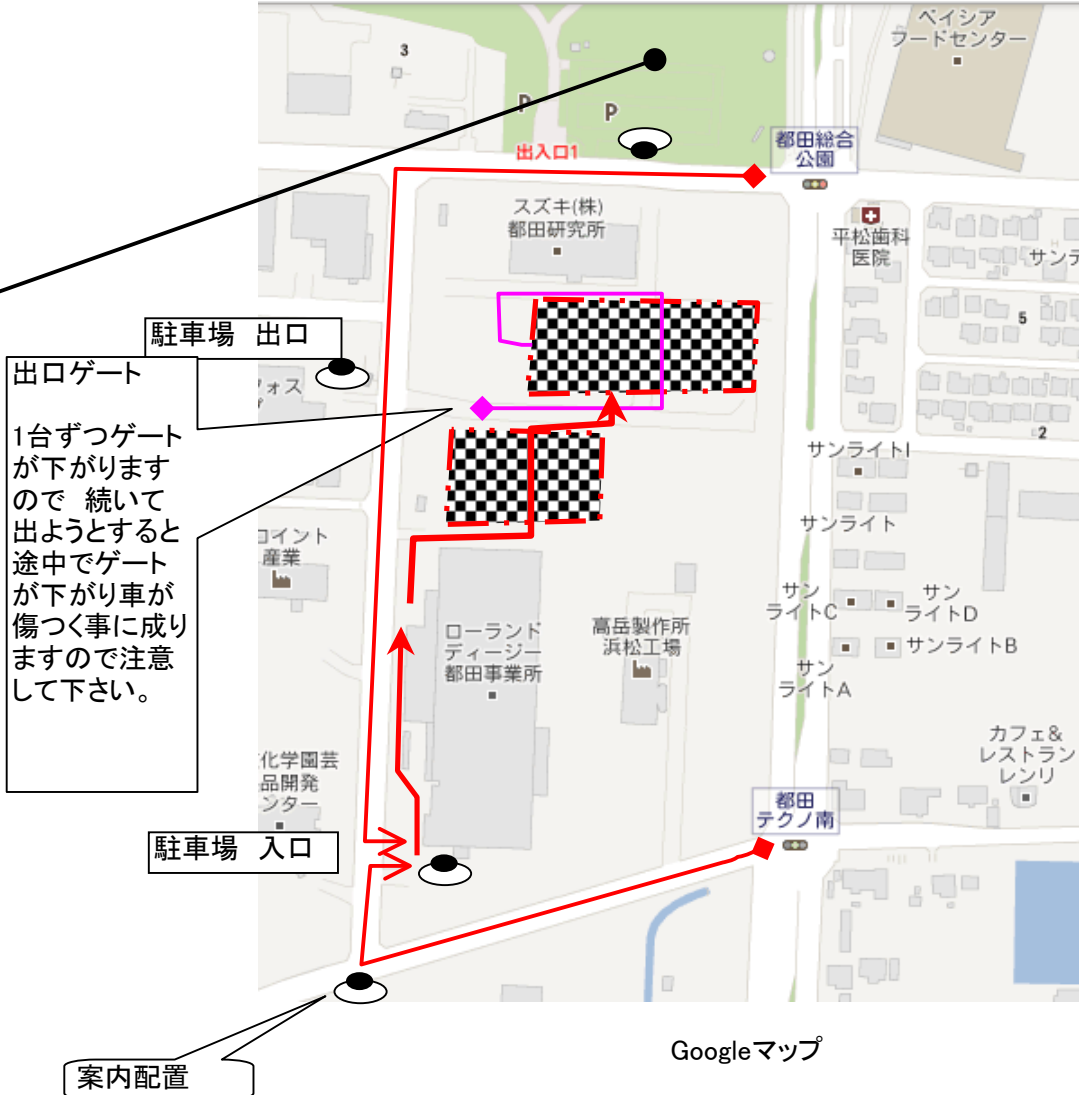 ベイシア
フードセンター
3
P
P
出入口1
都田総合
公園
スズキ(株)
都田研究所
平松歯科
医院
サンテ
5
駐車場 出口
出口ゲート
1台ずつゲート
が下がります
ので 続いて
出ようとすると
途中でゲート
が下がり車が
傷つく事に成り
ますので注意
して下さい。
フォス
2
サンライトI
サンライト
コイント
産業
サン
ライトC
サン
ライトD
サンライトB
サン
ライトA
ローランド
ディージー
都田事業所
高岳製作所
浜松工場
カフェ&
レストラン
レンリ
化学園芸
品開発
ンター
都田
テクノ南
駐車場 入口
Googleマップ
案内配置